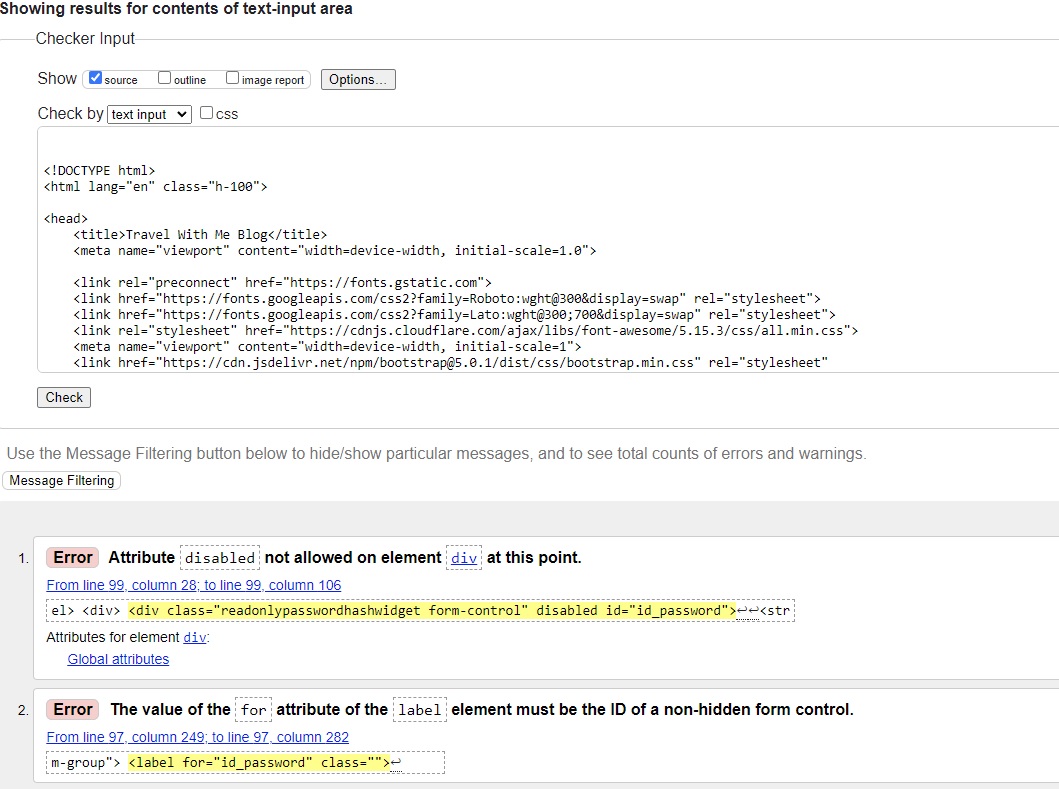 Showing results for contents of text-input area
Checker Input
Show source outline image report Options...
Check by text input css
<!DOCTYPE html>
<html lang="en" class="h-100">
<head>
<title>Travel With Me Blog</title>
<meta name="viewport" content="width=device-width, initial-scale=1.0">
<link rel="preconnect" href="https://fonts.gstatic.com">
<link href="https://fonts.googleapis.com/css2?family=Roboto:wght@300&display=swap" rel="stylesheet">
<link href="https://fonts.googleapis.com/css2?family=Lato:wght@300;700&display=swap" rel="stylesheet">
<link rel="stylesheet" href="https://cdnjs.cloudflare.com/ajax/libs/font-awesome/5.15.3/css/all.min.css">
<meta name="viewport" content="width=device-width, initial-scale=1">
<link href="https://cdn.jsdelivr.net/npm/bootstrap@5.0.1/dist/css/bootstrap.min.css" rel="stylesheet"
Check
Use the Message Filtering button below to hide/show particular messages, and to see total counts of errors and warnings.
Message Filtering
1. Error Attribute disabled not allowed on element div at this point.
From line 99, column 28; to line 99, column 106
el> <div> <div class="readonlypasswordhashwidget form-control" disabled id="id_password">↩↩<str
Attributes for element div:
Global attributes
2. Error The value of the for attribute of the label element must be the ID of a non-hidden form control.
From line 97, column 249; to line 97, column 282
m-group"> <label for="id_password" class="">↩